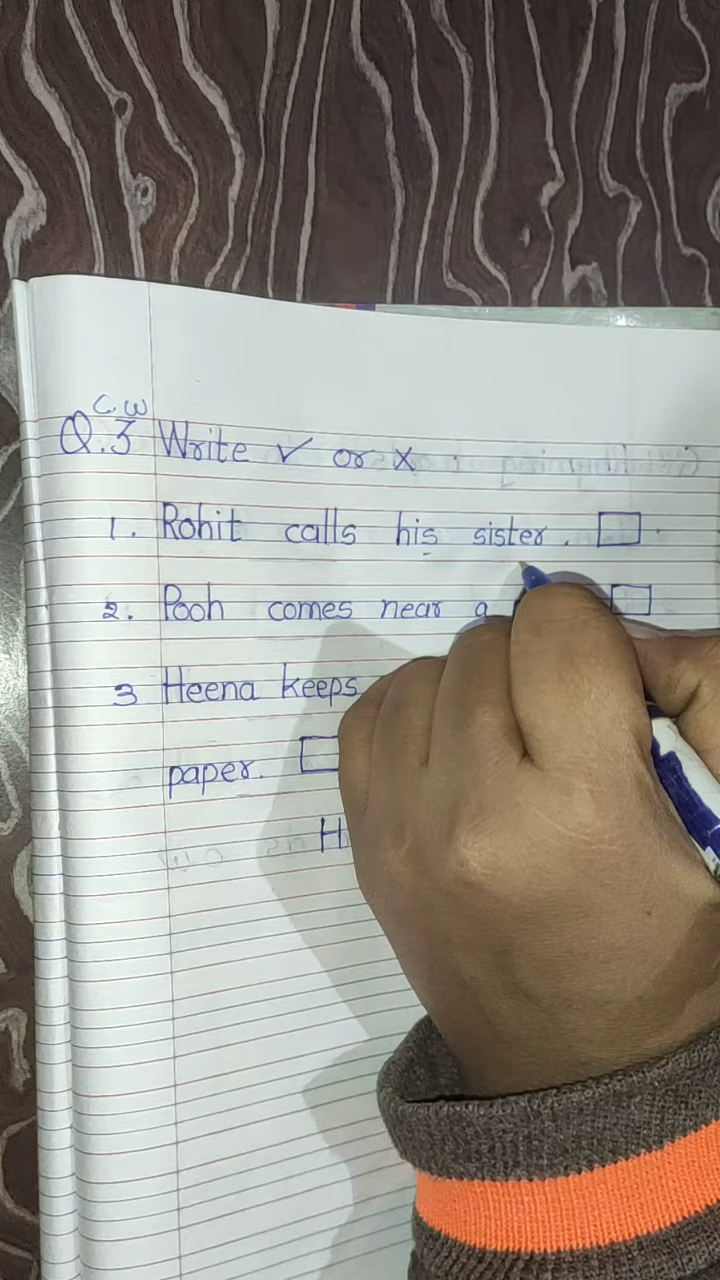 C.W
Q.3 Write ✓ or X.
1. Rohit calls his sister.
2. Pooh comes near a
3 Heena keeps
paper.
H